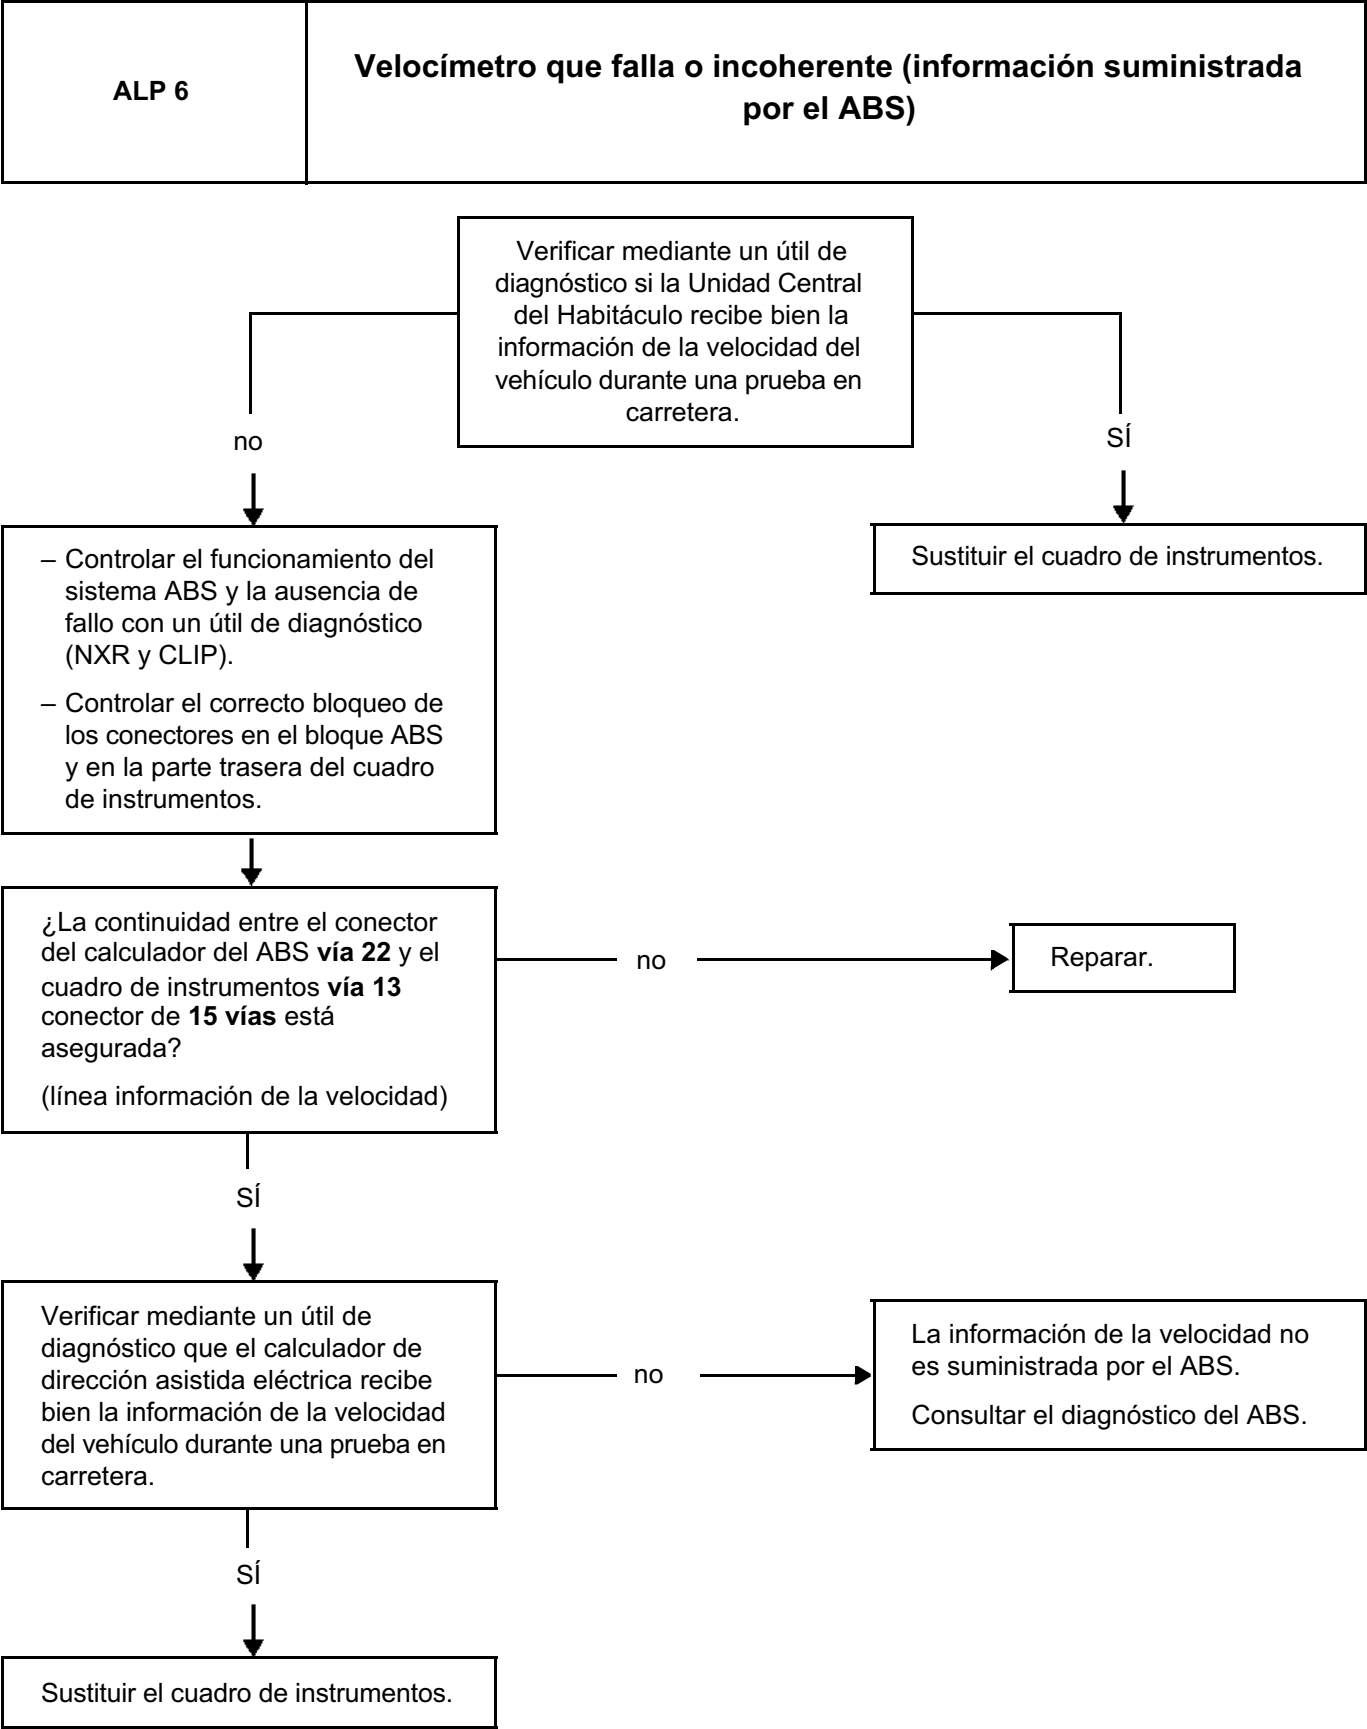 ALP 6
Velocímetro que falla o incoherente (información suministrada
por el ABS)
Verificar mediante un útil de
diagnóstico si la Unidad Central
del Habitáculo recibe bien la
información de la velocidad del
vehículo durante una prueba en
carretera.
no
SÍ
– Controlar el funcionamiento del
sistema ABS y la ausencia de
fallo con un útil de diagnóstico
(NXR y CLIP).
– Controlar el correcto bloqueo de
los conectores en el bloque ABS
y en la parte trasera del cuadro
de instrumentos.
Sustituir el cuadro de instrumentos.
¿La continuidad entre el conector
del calculador del ABS vía 22 y el
cuadro de instrumentos vía 13
conector de 15 vías está
asegurada?
(línea información de la velocidad)
no
Reparar.
SÍ
Verificar mediante un útil de
diagnóstico que el calculador de
dirección asistida eléctrica recibe
bien la información de la velocidad
del vehículo durante una prueba en
carretera.
no
La información de la velocidad no
es suministrada por el ABS.
Consultar el diagnóstico del ABS.
SÍ
Sustituir el cuadro de instrumentos.